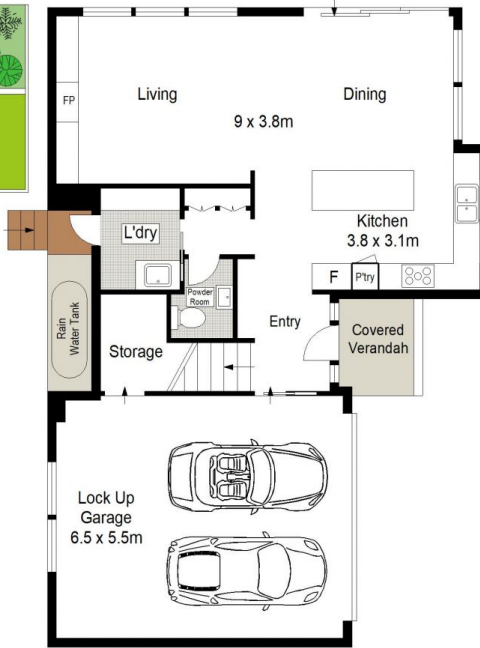 FP
Living
Dining
9 x 3.8m
Kitchen
3.8 x 3.1m
L'dry
F
P'try
Powder
Room
Rain
Water Tank
Entry
Covered
Verandah
Storage
Lock Up
Garage
6.5 x 5.5m